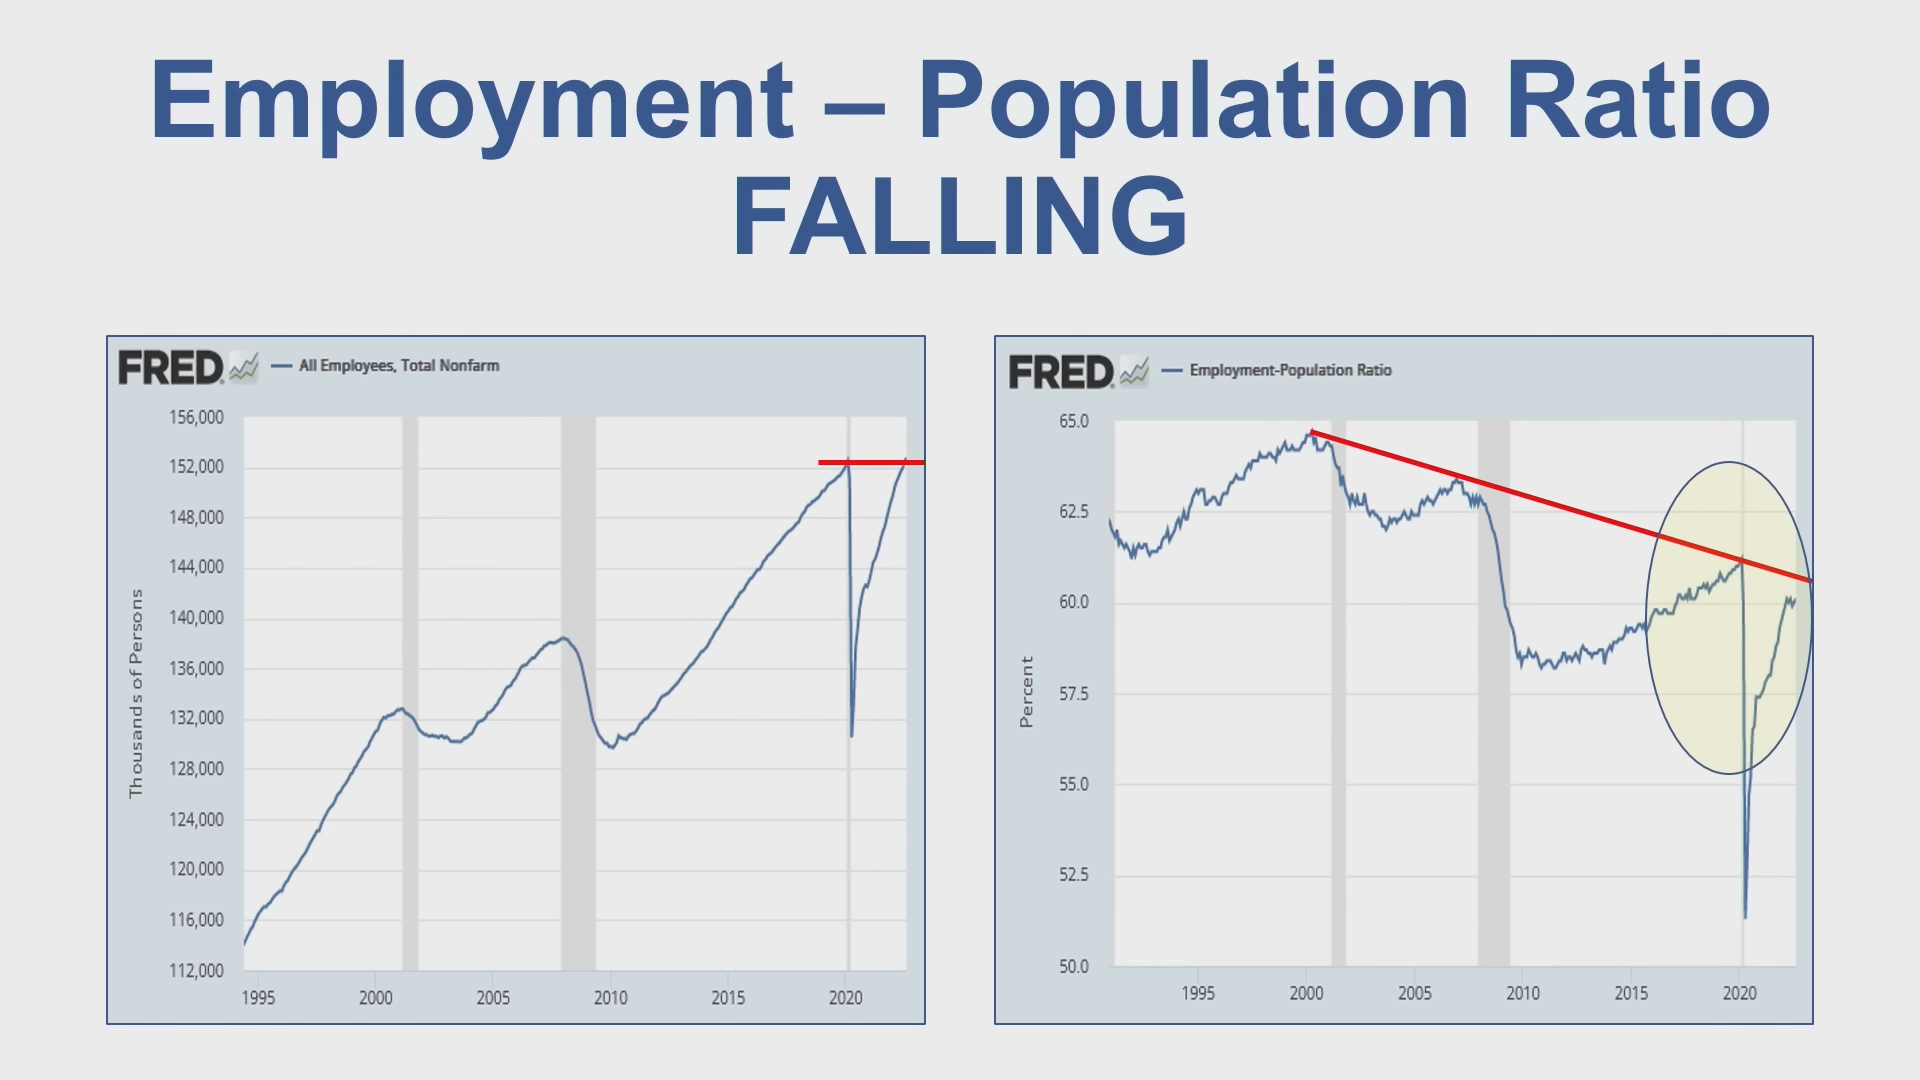 Employment – Population Ratio
FALLING
FRED
All Employees, Total Nonfarm
Thousands of Persons
156,000
152,000
148,000
144,000
140,000
136,000
132,000
128,000
124,000
120,000
116,000
112,000
1995 2000 2005 2010 2015 2020
FRED
Employment-Population Ratio
Percent
65.0
62.5
60.0
57.5
55.0
52.5
50.0
1995 2000 2005 2010 2015 2020